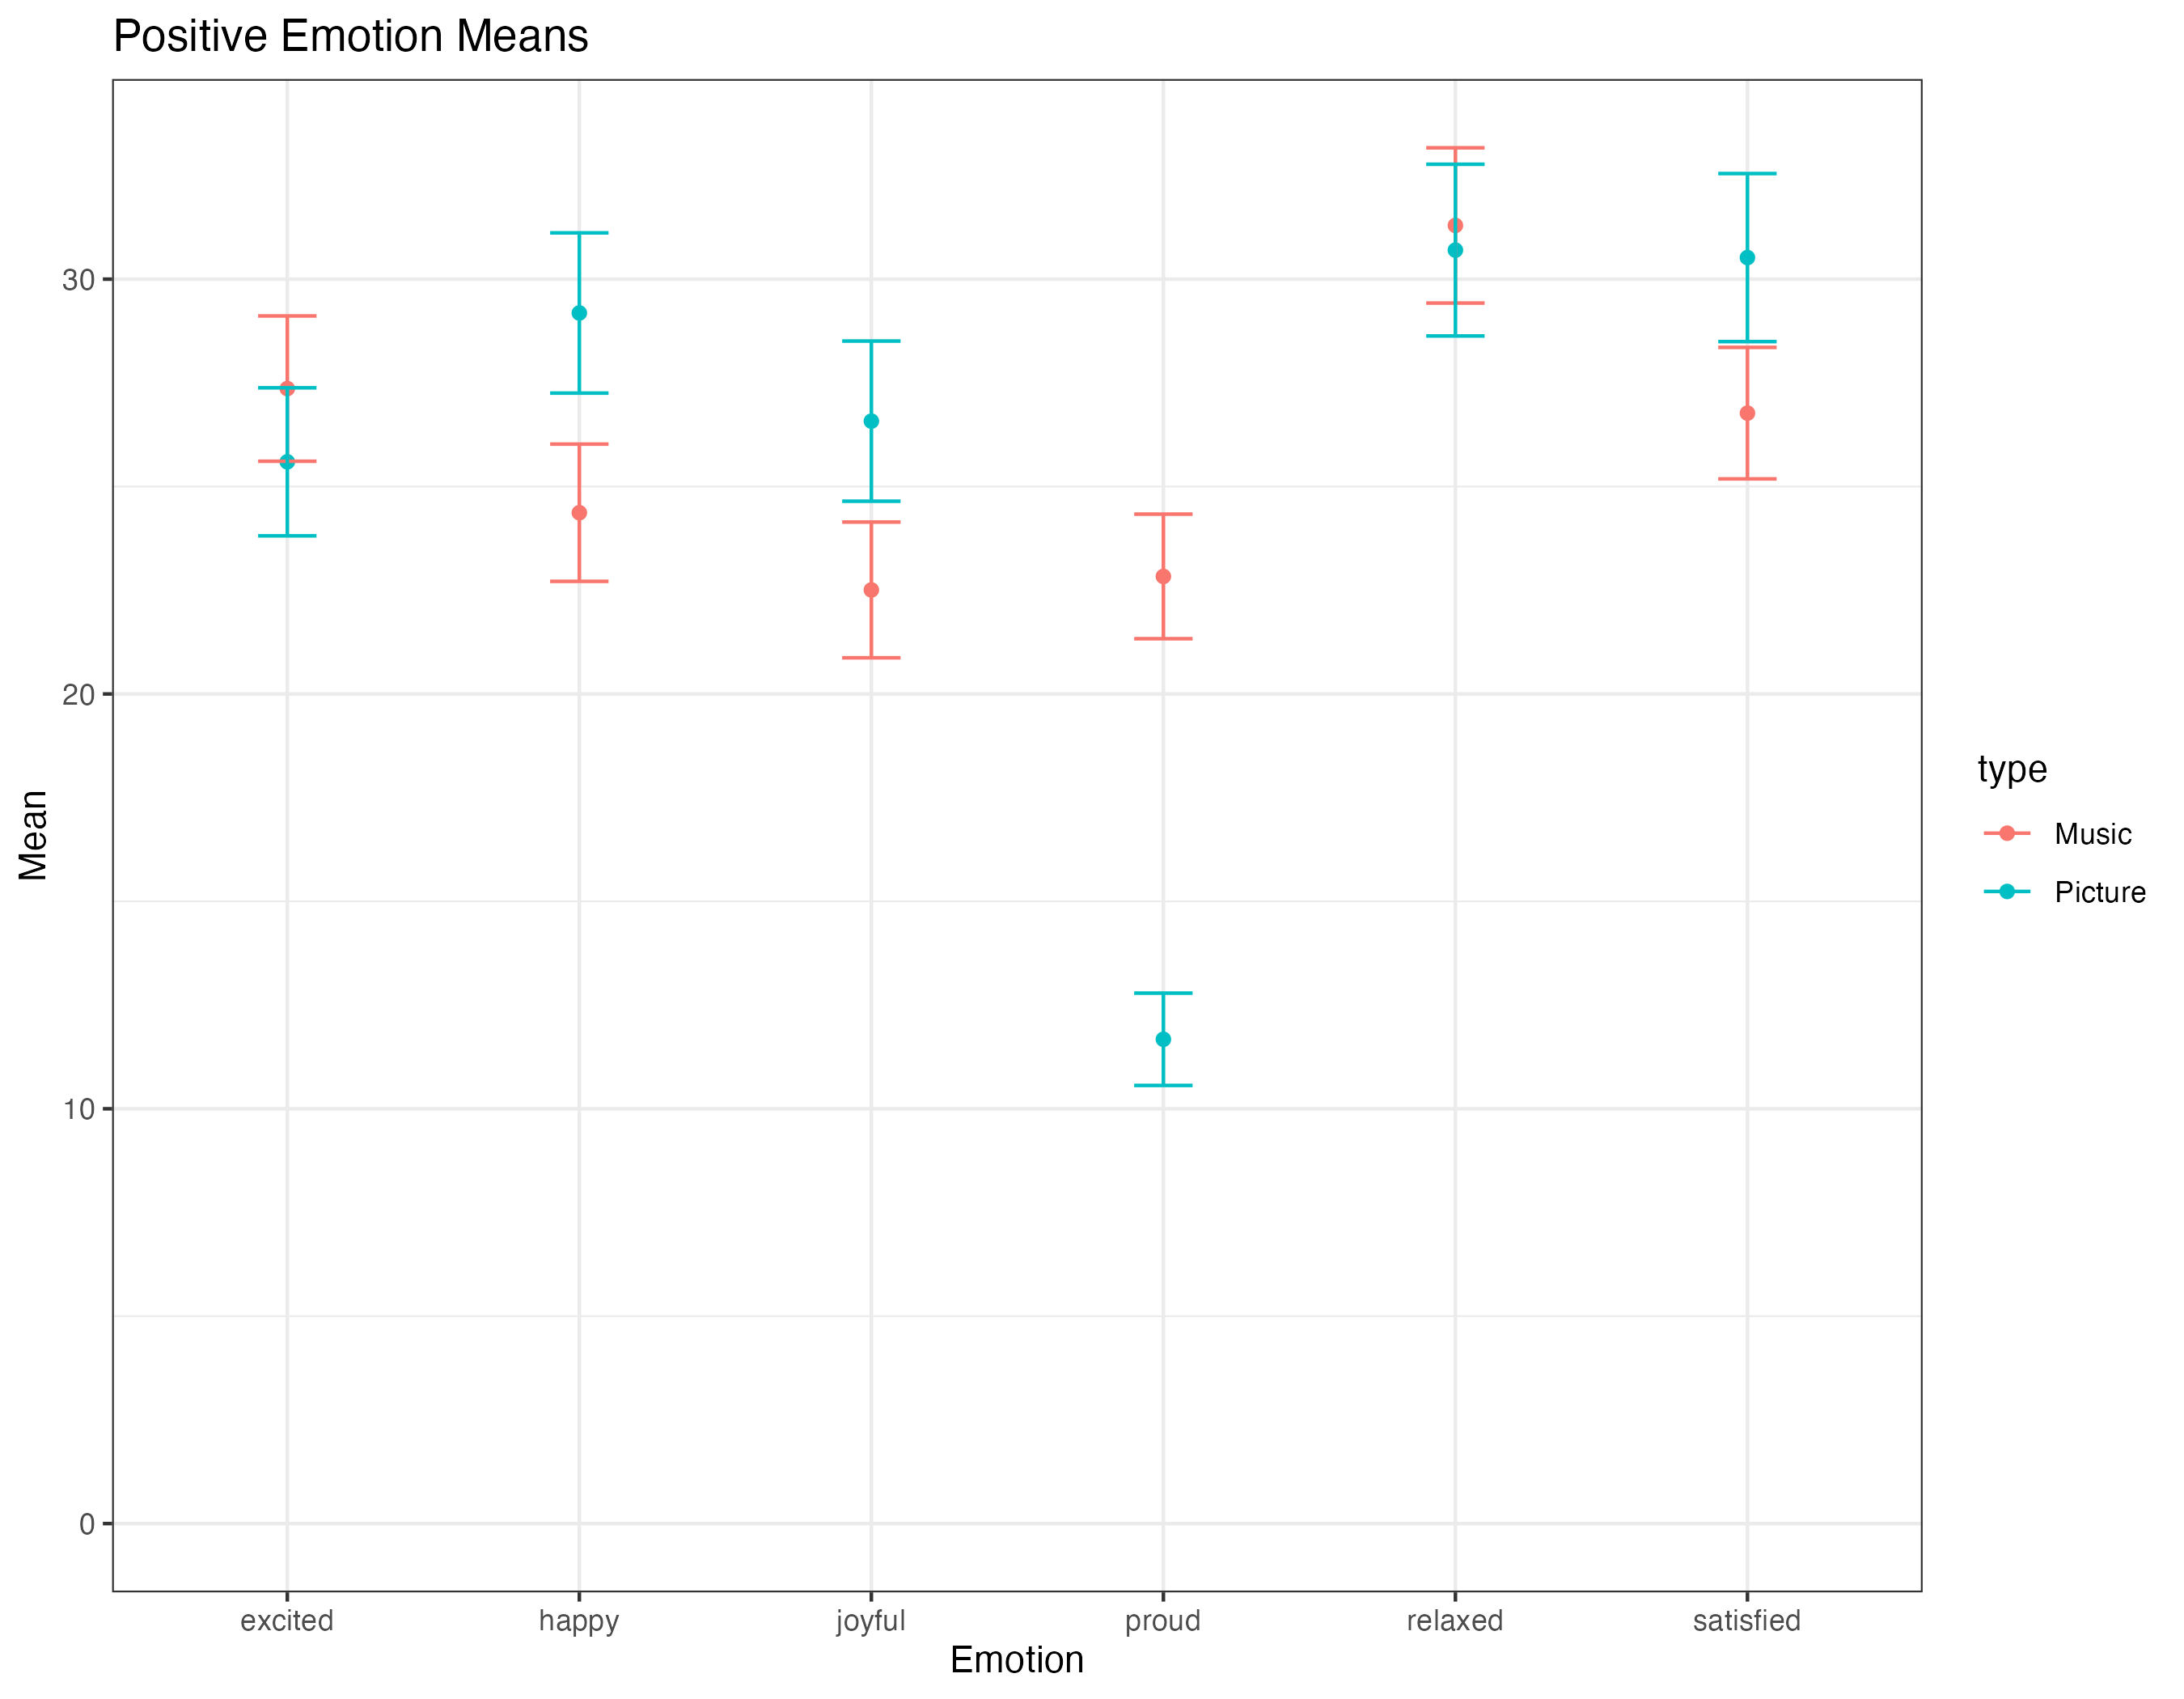 Positive Emotion Means
30
20
10
0
Mean
excited happy joyful proud relaxed satisfied
Emotion
type
Music
Picture